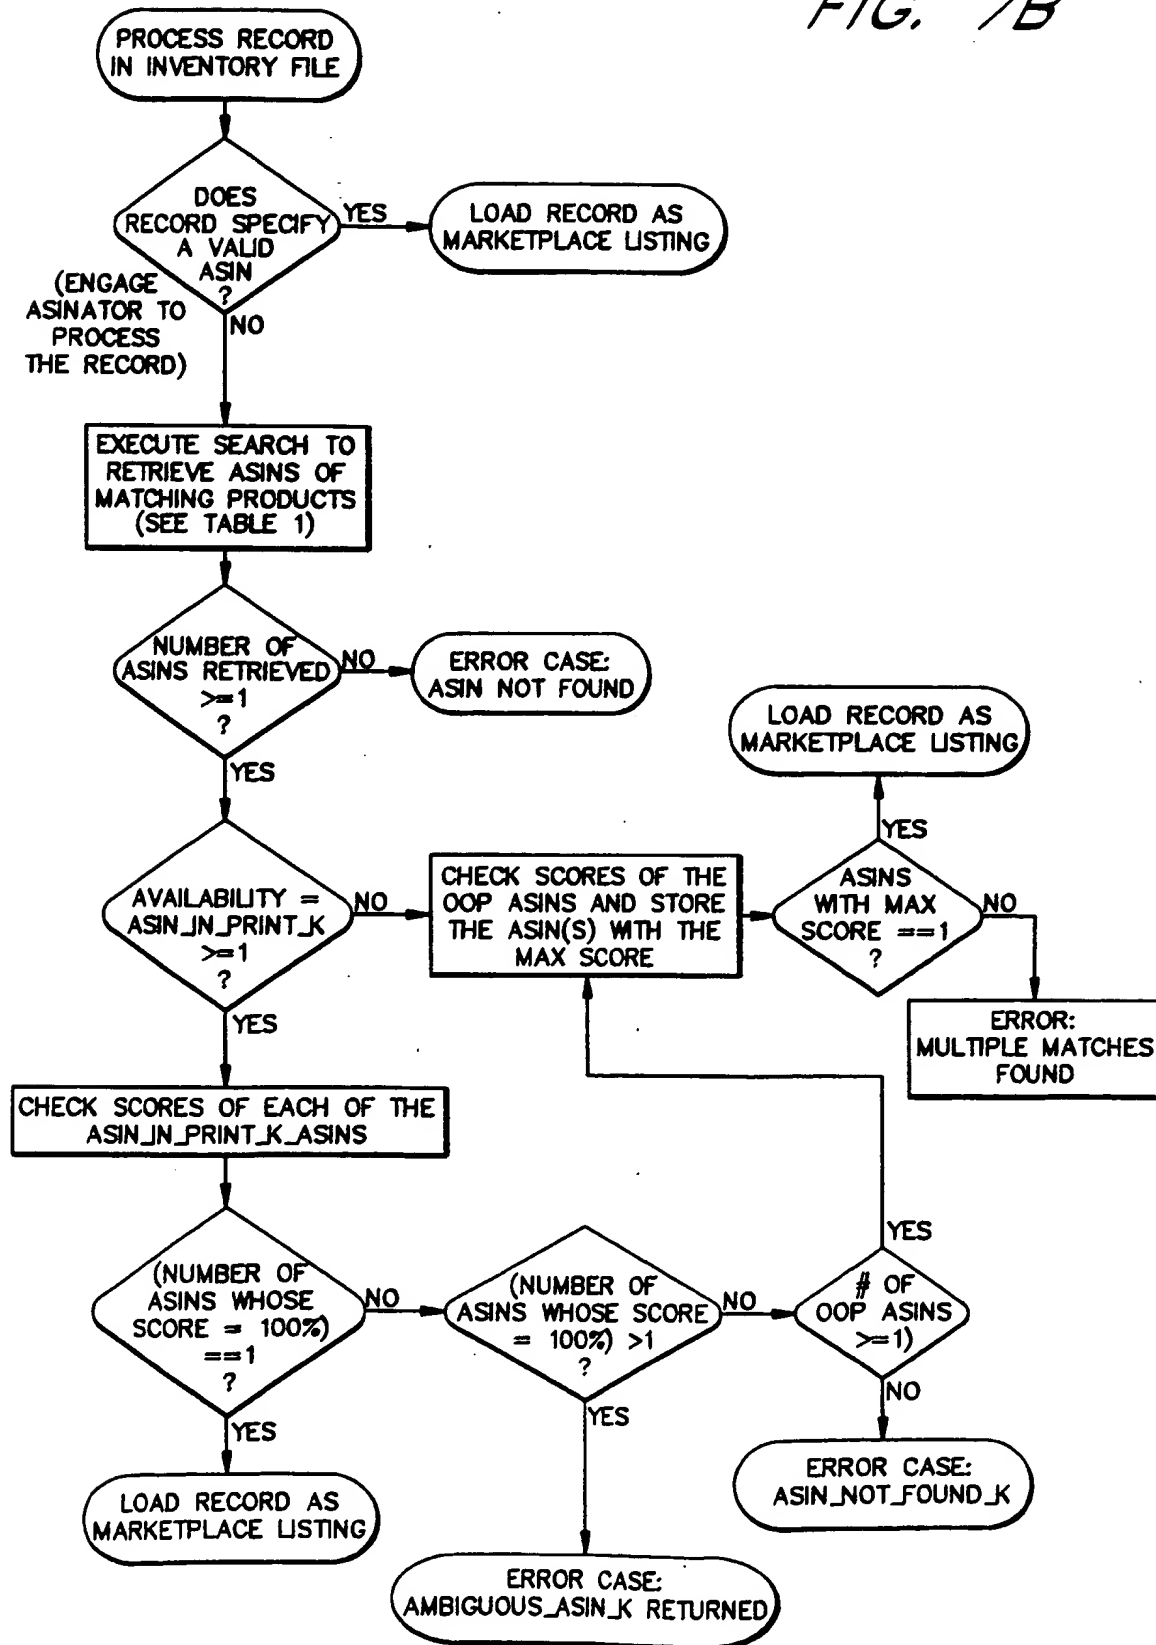 FIG. 7B
PROCESS RECORD
IN INVENTORY FILE
DOES
RECORD SPECIFY
A VALID
ASIN
?
YES
LOAD RECORD AS
MARKETPLACE LISTING
(ENGAGE
ASINATOR TO
PROCESS
THE RECORD)
NO
EXECUTE SEARCH TO
RETRIEVE ASINS OF
MATCHING PRODUCTS
(SEE TABLE 1)
NUMBER OF
ASINS RETRIEVED
>=1
?
NO
ERROR CASE:
ASIN NOT FOUND
YES
LOAD RECORD AS
MARKETPLACE LISTING
YES
AVAILABILITY =
ASIN_IN_PRINT_K
>=1
?
NO
CHECK SCORES OF THE
OOP ASINS AND STORE
THE ASIN(S) WITH THE
MAX SCORE
ASINS
WITH MAX
SCORE ==1
?
NO
ERROR:
MULTIPLE MATCHES
FOUND
YES
CHECK SCORES OF EACH OF THE
ASIN_IN_PRINT_K_ASINS
(NUMBER OF
ASINS WHOSE
SCORE = 100%)
==1
?
NO
(NUMBER OF
ASINS WHOSE SCORE
= 100%) >1
?
NO
YES
# OF
OOP ASINS
>=1)
NO
ERROR CASE:
ASIN_NOT_FOUND_K
YES
LOAD RECORD AS
MARKETPLACE LISTING
YES
ERROR CASE:
AMBIGUOUS_ASIN_K RETURNED